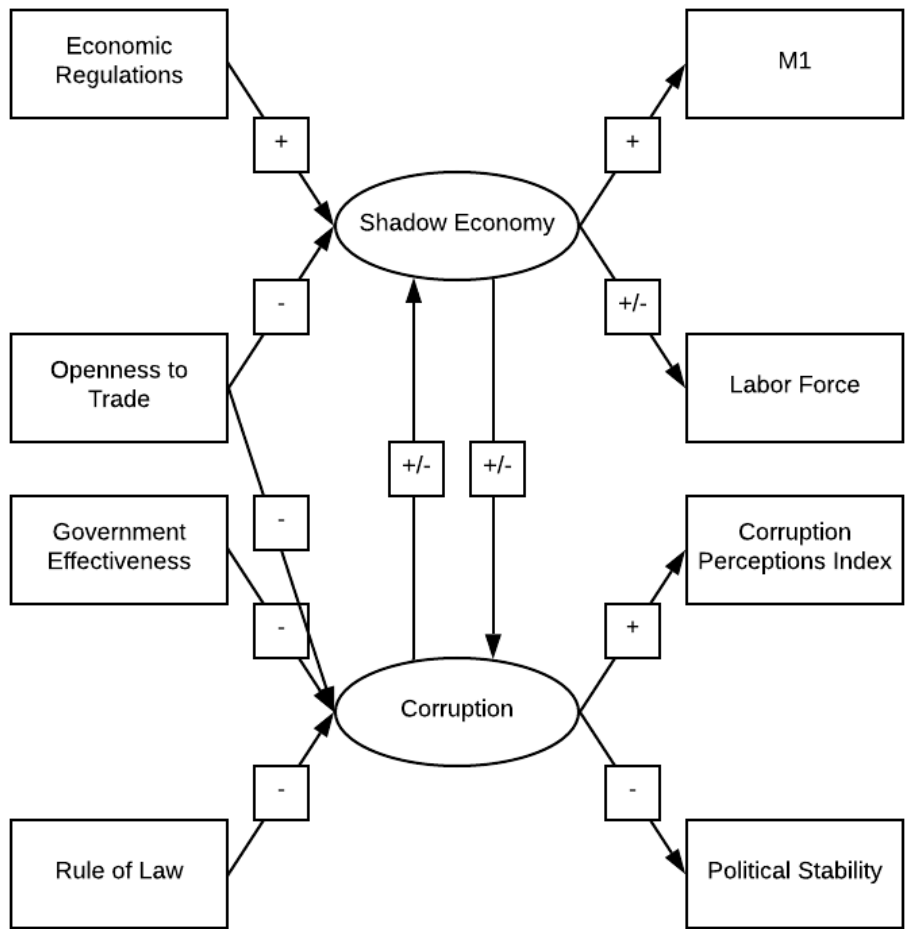 Economic
Regulations
M1
+
+
Shadow Economy
-
+/-
Openness to
Trade
Labor Force
+/-
+/-
-
Government
Effectiveness
Corruption
Perceptions Index
-
+
Corruption
-
-
Rule of Law
Political Stability